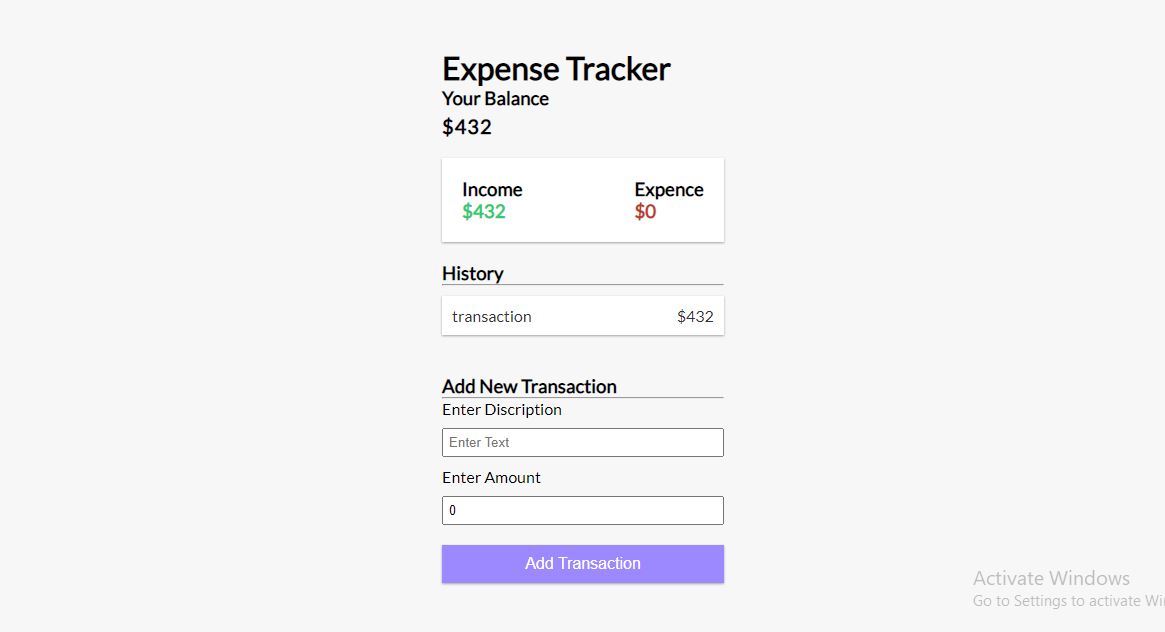 Expense Tracker
Your Balance
$432
Income Expence
$432 $0
History
transaction $432
Add New Transaction
Enter Discription
Enter Text
Enter Amount
0
Add Transaction
Activate Windows
Go to Settings to activate Wi